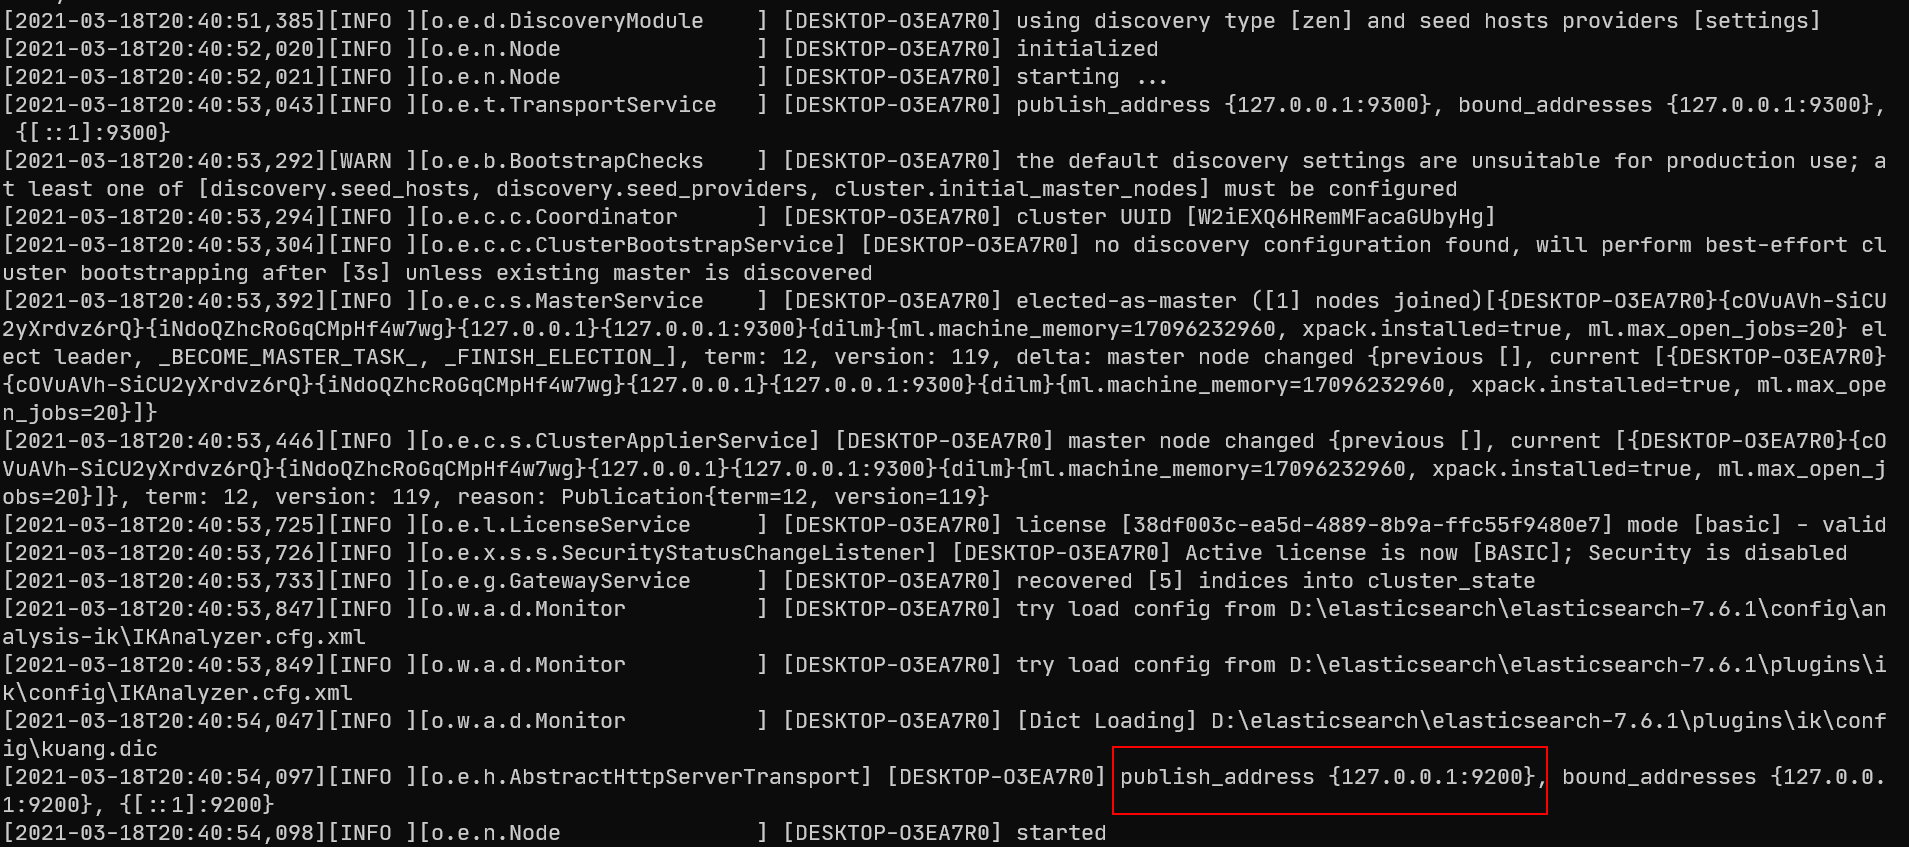 [2021-03-18T20:40:51,385][INFO ][o.e.d.DiscoveryModule    ] [DESKTOP-O3EA7R0] using discovery type [zen] and seed hosts providers [settings]
[2021-03-18T20:40:52,020][INFO ][o.e.n.Node               ] [DESKTOP-O3EA7R0] initialized
[2021-03-18T20:40:52,021][INFO ][o.e.n.Node               ] [DESKTOP-O3EA7R0] starting ...
[2021-03-18T20:40:53,043][INFO ][o.e.t.TransportService   ] [DESKTOP-O3EA7R0] publish_address {127.0.0.1:9300}, bound_addresses {127.0.0.1:9300},
 {[::1]:9300}
[2021-03-18T20:40:53,292][WARN ][o.e.b.BootstrapChecks    ] [DESKTOP-O3EA7R0] the default discovery settings are unsuitable for production use; a
t least one of [discovery.seed_hosts, discovery.seed_providers, cluster.initial_master_nodes] must be configured
[2021-03-18T20:40:53,294][INFO ][o.e.c.c.Coordinator      ] [DESKTOP-O3EA7R0] cluster UUID [W2iEXQ6HRemMFacaGUbyHg]
[2021-03-18T20:40:53,304][INFO ][o.e.c.c.ClusterBootstrapService] [DESKTOP-O3EA7R0] no discovery configuration found, will perform best-effort cl
uster bootstrapping after [3s] unless existing master is discovered
[2021-03-18T20:40:53,392][INFO ][o.e.c.s.MasterService    ] [DESKTOP-O3EA7R0] elected-as-master ([1] nodes joined)[{DESKTOP-O3EA7R0}{cOVuAVh-SiCU
2yXrdvz6rQ}{iNdoQZhcRoGqCMpHf4w7wg}{127.0.0.1}{127.0.0.1:9300}{dilm}{ml.machine_memory=17096232960, xpack.installed=true, ml.max_open_jobs=20} el
ect leader, _BECOME_MASTER_TASK_, _FINISH_ELECTION_], term: 12, version: 119, delta: master node changed {previous [], current [{DESKTOP-O3EA7R0}
{cOVuAVh-SiCU2yXrdvz6rQ}{iNdoQZhcRoGqCMpHf4w7wg}{127.0.0.1}{127.0.0.1:9300}{dilm}{ml.machine_memory=17096232960, xpack.installed=true, ml.max_ope
n_jobs=20}]}
[2021-03-18T20:40:53,446][INFO ][o.e.c.s.ClusterApplierService] [DESKTOP-O3EA7R0] master node changed {previous [], current [{DESKTOP-O3EA7R0}{cO
VuAVh-SiCU2yXrdvz6rQ}{iNdoQZhcRoGqCMpHf4w7wg}{127.0.0.1}{127.0.0.1:9300}{dilm}{ml.machine_memory=17096232960, xpack.installed=true, ml.max_open_j
obs=20}]}, term: 12, version: 119, reason: Publication{term=12, version=119}
[2021-03-18T20:40:53,725][INFO ][o.e.l.LicenseService     ] [DESKTOP-O3EA7R0] license [38df003c-ea5d-4889-8b9a-ffc55f9480e7] mode [basic] - valid
[2021-03-18T20:40:53,726][INFO ][o.e.x.s.s.SecurityStatusChangeListener] [DESKTOP-O3EA7R0] Active license is now [BASIC]; Security is disabled
[2021-03-18T20:40:53,733][INFO ][o.e.g.GatewayService     ] [DESKTOP-O3EA7R0] recovered [5] indices into cluster_state
[2021-03-18T20:40:53,847][INFO ][o.w.a.d.Monitor          ] [DESKTOP-O3EA7R0] try load config from D:\elasticsearch\elasticsearch-7.6.1\config\an
alysis-ik\IKAnalyzer.cfg.xml
[2021-03-18T20:40:53,849][INFO ][o.w.a.d.Monitor          ] [DESKTOP-O3EA7R0] try load config from D:\elasticsearch\elasticsearch-7.6.1\plugins\i
k\config\IKAnalyzer.cfg.xml
[2021-03-18T20:40:54,047][INFO ][o.w.a.d.Monitor          ] [DESKTOP-O3EA7R0] [Dict Loading] D:\elasticsearch\elasticsearch-7.6.1\plugins\ik\conf
ig\kuang.dic
[2021-03-18T20:40:54,097][INFO ][o.e.h.AbstractHttpServerTransport] [DESKTOP-O3EA7R0] publish_address {127.0.0.1:9200}, bound_addresses {127.0.0.
1:9200}, {[::1]:9200}
[2021-03-18T20:40:54,098][INFO ][o.e.n.Node               ] [DESKTOP-O3EA7R0] started